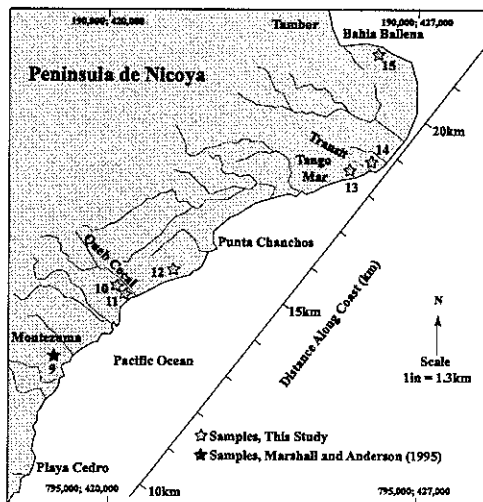 190,000; 420,000
190,000; 427,000
Tambor
Bahia Ballena
15
Peninsula de Nicoya
20km
Transit
14
Tango
Mar
13
Punta Chanchos
12
10
11
15km
Distance Along Coast (km)
N
Scale
1in = 1.3km
Montezuma
9
Pacific Ocean
Samples, This Study
Samples, Marshall and Anderson (1995)
Playa Cedro
10km
795,000; 420,000
795,000; 427,000